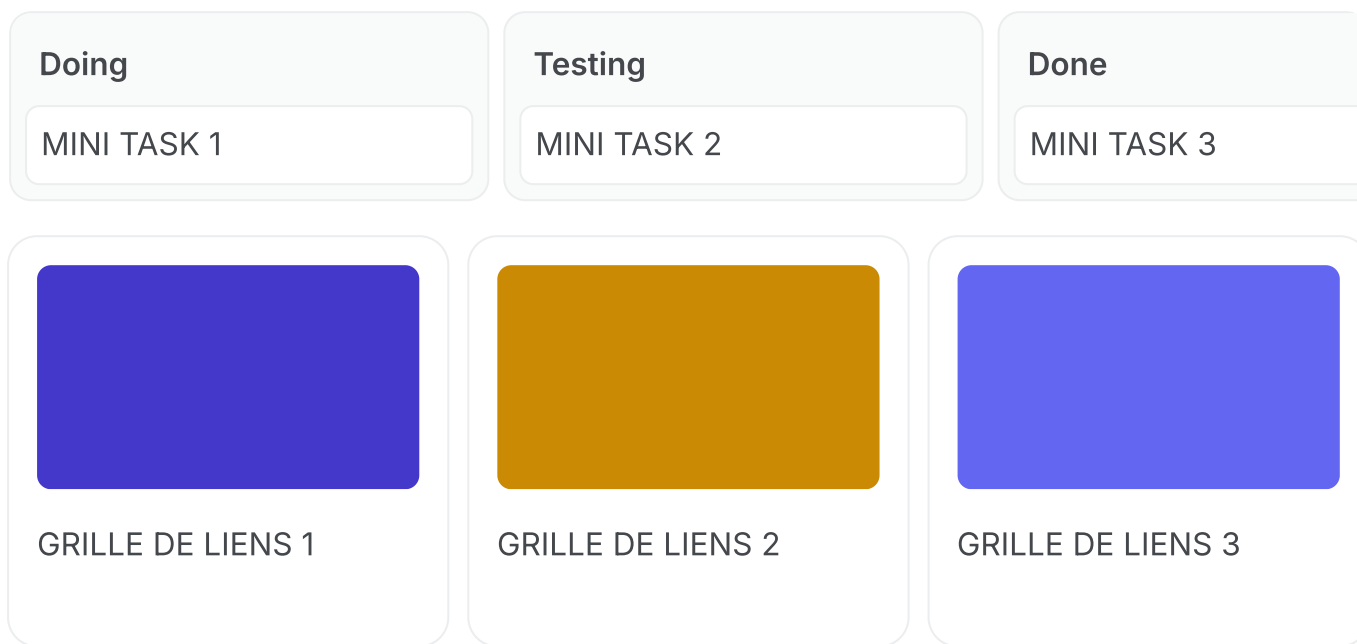 Doing
Testing
Done
MINI TASK 1
MINI TASK 2
MINI TASK 3
GRILLE DE LIENS 1
GRILLE DE LIENS 2
GRILLE DE LIENS 3